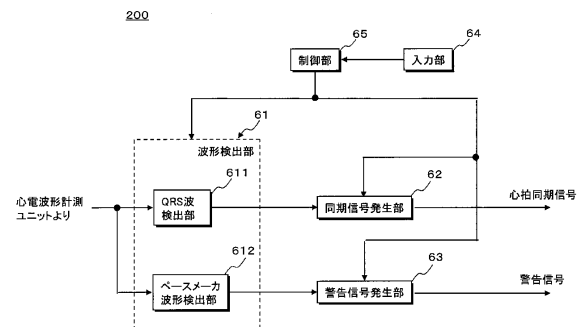 200
65
64
制御部
入力部
61
波形検出部
611
62
心電波形計測
ユニットより
QRS波
検出部
同期信号発生部
心拍同期信号
612
63
ペースメーカ
波形検出部
警告信号発生部
警告信号